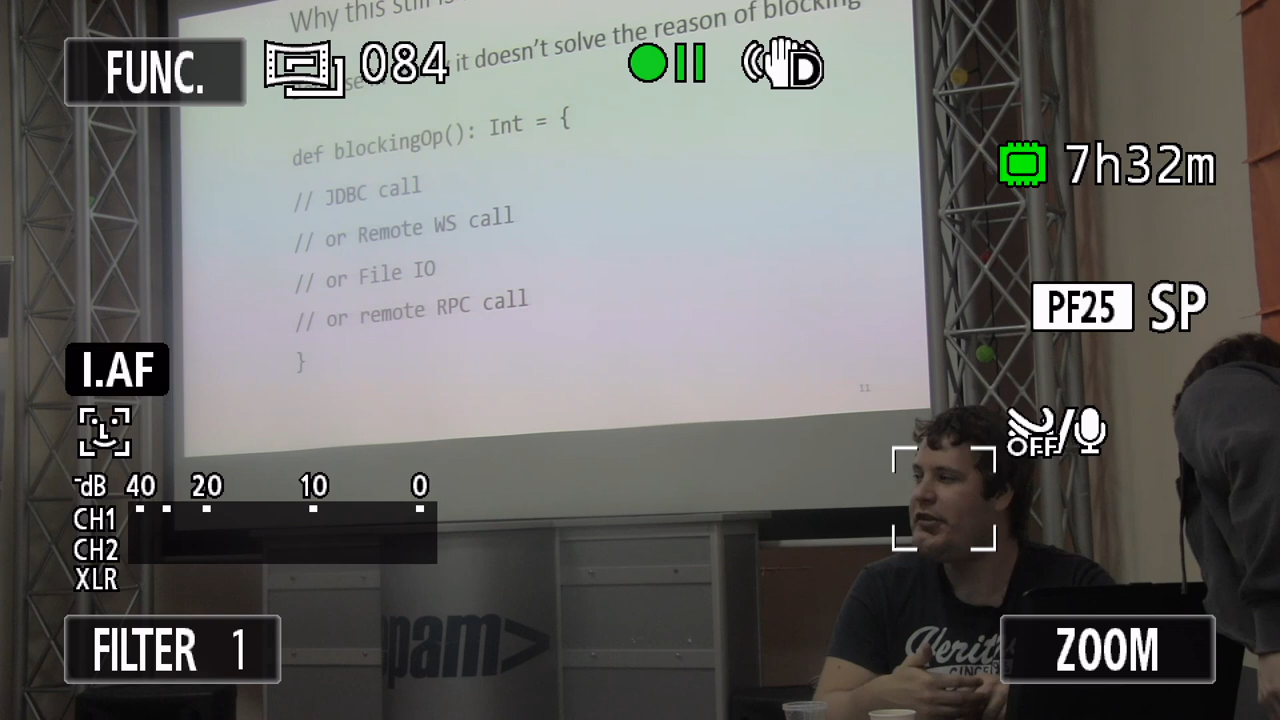 Why this still is
FUNC.
084
it doesn't solve the reason of blocking
D
7h32m
def blockingOp(): Int = {
// JDBC call
// or Remote WS call
// or File IO
// or remote RPC call
}
11
PF25 SP
I.AF
OFF/
-dB 40 20 10 0
CH1
CH2
XLR
pam>
FILTER 1
ZOOM